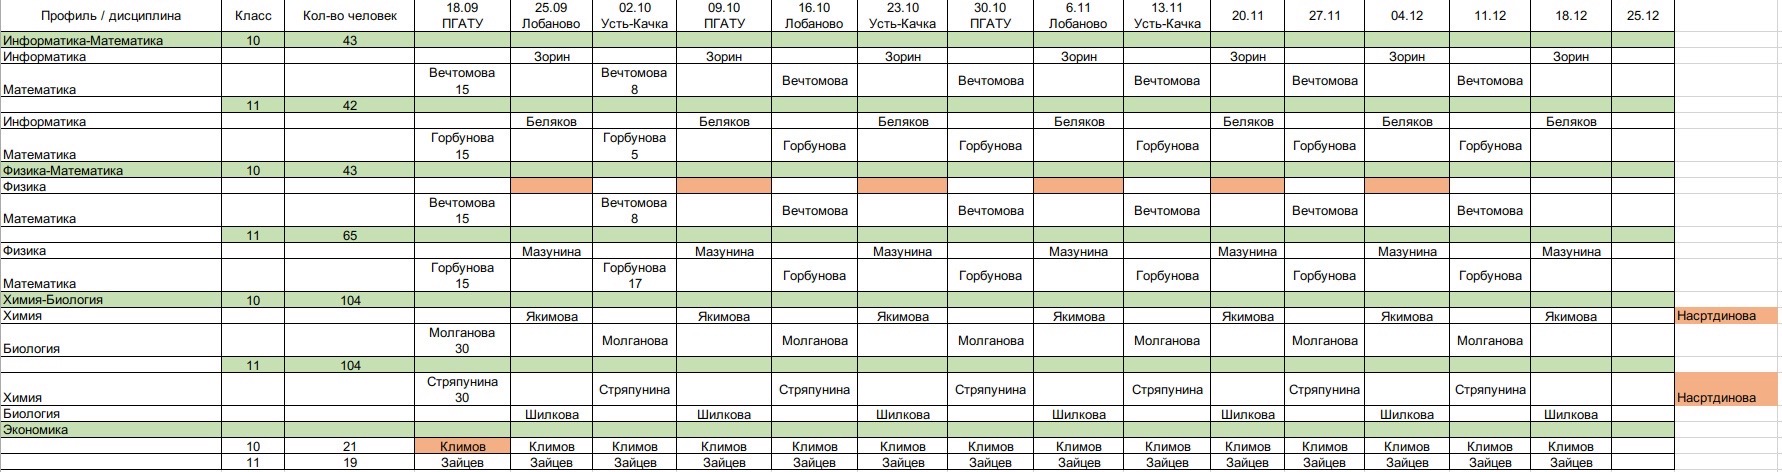 Профиль / дисциплина Класс Кол-во человек 18.09 ПГАТУ 25.09 Лобаново 02.10 Усть-Качка 09.10 ПГАТУ 16.10 Лобаново 23.10 Усть-Качка 30.10 ПГАТУ 6.11 Лобаново 13.11 Усть-Качка 20.11 27.11 04.12 11.12 18.12 25.12
Информатика-Математика 10 43
Информатика Зорин Зорин Зорин Зорин Зорин Зорин Зорин
Математика Вечтомова 15 Вечтомова 8 Вечтомова Вечтомова Вечтомова Вечтомова Вечтомова
11 42
Информатика Беляков Беляков Беляков Беляков Беляков Беляков Беляков
Математика Горбунова 15 Горбунова 5 Горбунова Горбунова Горбунова Горбунова Горбунова
Физика-Математика 10 43
Физика
Математика Вечтомова 15 Вечтомова 8 Вечтомова Вечтомова Вечтомова Вечтомова Вечтомова
11 65
Физика Мазунина Мазунина Мазунина Мазунина Мазунина Мазунина Мазунина
Математика Горбунова 15 Горбунова 17 Горбунова Горбунова Горбунова Горбунова Горбунова
Химия-Биология 10 104
Химия Якимова Якимова Якимова Якимова Якимова Якимова Якимова Насртдинова
Биология Молганова 30 Молганова Молганова Молганова Молганова Молганова Молганова
11 104
Химия Стряпунина 30 Стряпунина Стряпунина Стряпунина Стряпунина Стряпунина Стряпунина Насртдинова
Биология Шилкова Шилкова Шилкова Шилкова Шилкова Шилкова Шилкова
Экономика
10 21 Климов Климов Климов Климов Климов Климов Климов Климов Климов Климов Климов Климов Климов Климов
11 19 Зайцев Зайцев Зайцев Зайцев Зайцев Зайцев Зайцев Зайцев Зайцев Зайцев Зайцев Зайцев Зайцев Зайцев